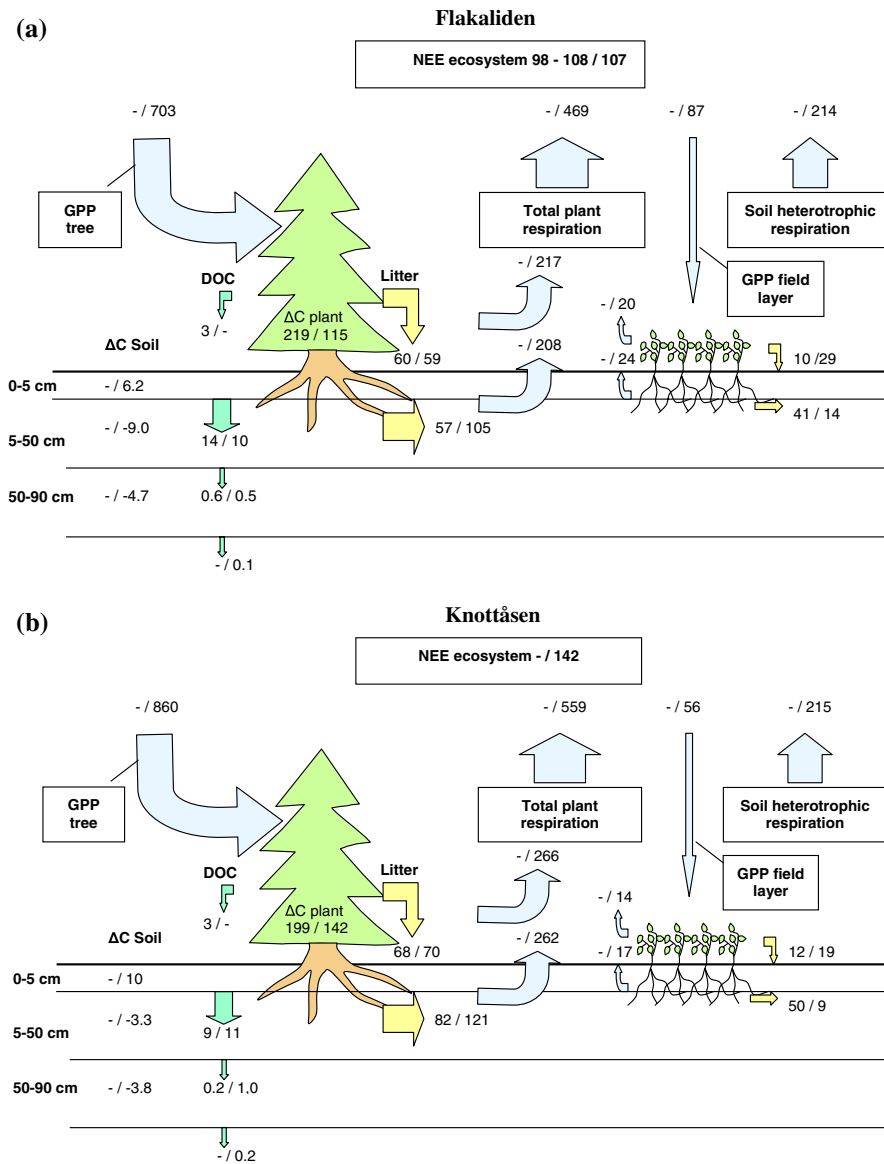 (a)
Flakaliden
NEE ecosystem 98 - 108 / 107
- / 703
- / 469
- / 87
- / 214
GPP
tree
Total plant
respiration
Soil heterotrophic
respiration
- / 217
GPP field
layer
DOC
Litter
3 / -
ΔC plant
219 / 115
- / 20
ΔC Soil
60 / 59
- / 208
- / 24
10 /29
0-5 cm
- / 6.2
41 / 14
5-50 cm
- / -9.0
14 / 10
57 / 105
50-90 cm
- / -4.7
0.6 / 0.5
- / 0.1
(b)
Knottåsen
NEE ecosystem - / 142
- / 860
- / 559
- / 56
- / 215
GPP
tree
Total plant
respiration
Soil heterotrophic
respiration
- / 266
GPP field
layer
DOC
Litter
3 / -
ΔC plant
199 / 142
- / 14
ΔC Soil
68 / 70
- / 262
- / 17
12 / 19
0-5 cm
- / 10
50 / 9
5-50 cm
- / -3.3
9 / 11
82 / 121
50-90 cm
- / -3.8
0.2 / 1.0
- / 0.2